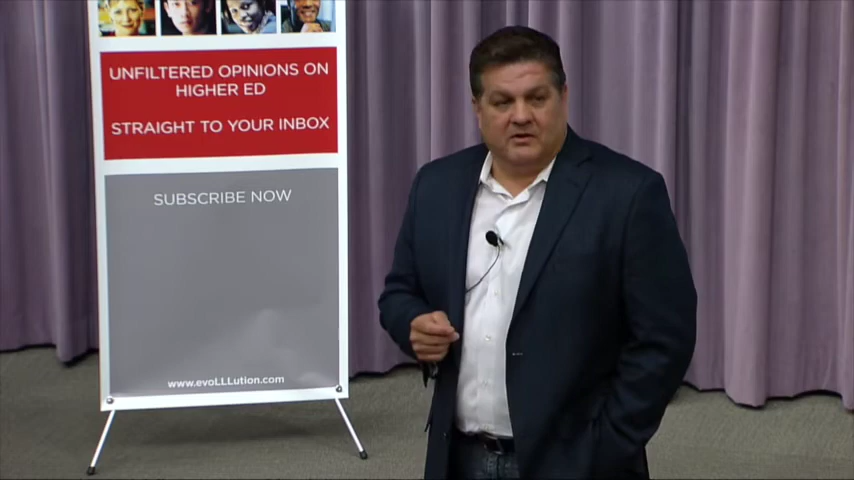 UNFILTERED OPINIONS ON
HIGHER ED
STRAIGHT TO YOUR INBOX
SUBSCRIBE NOW
www.evoLLLution.com